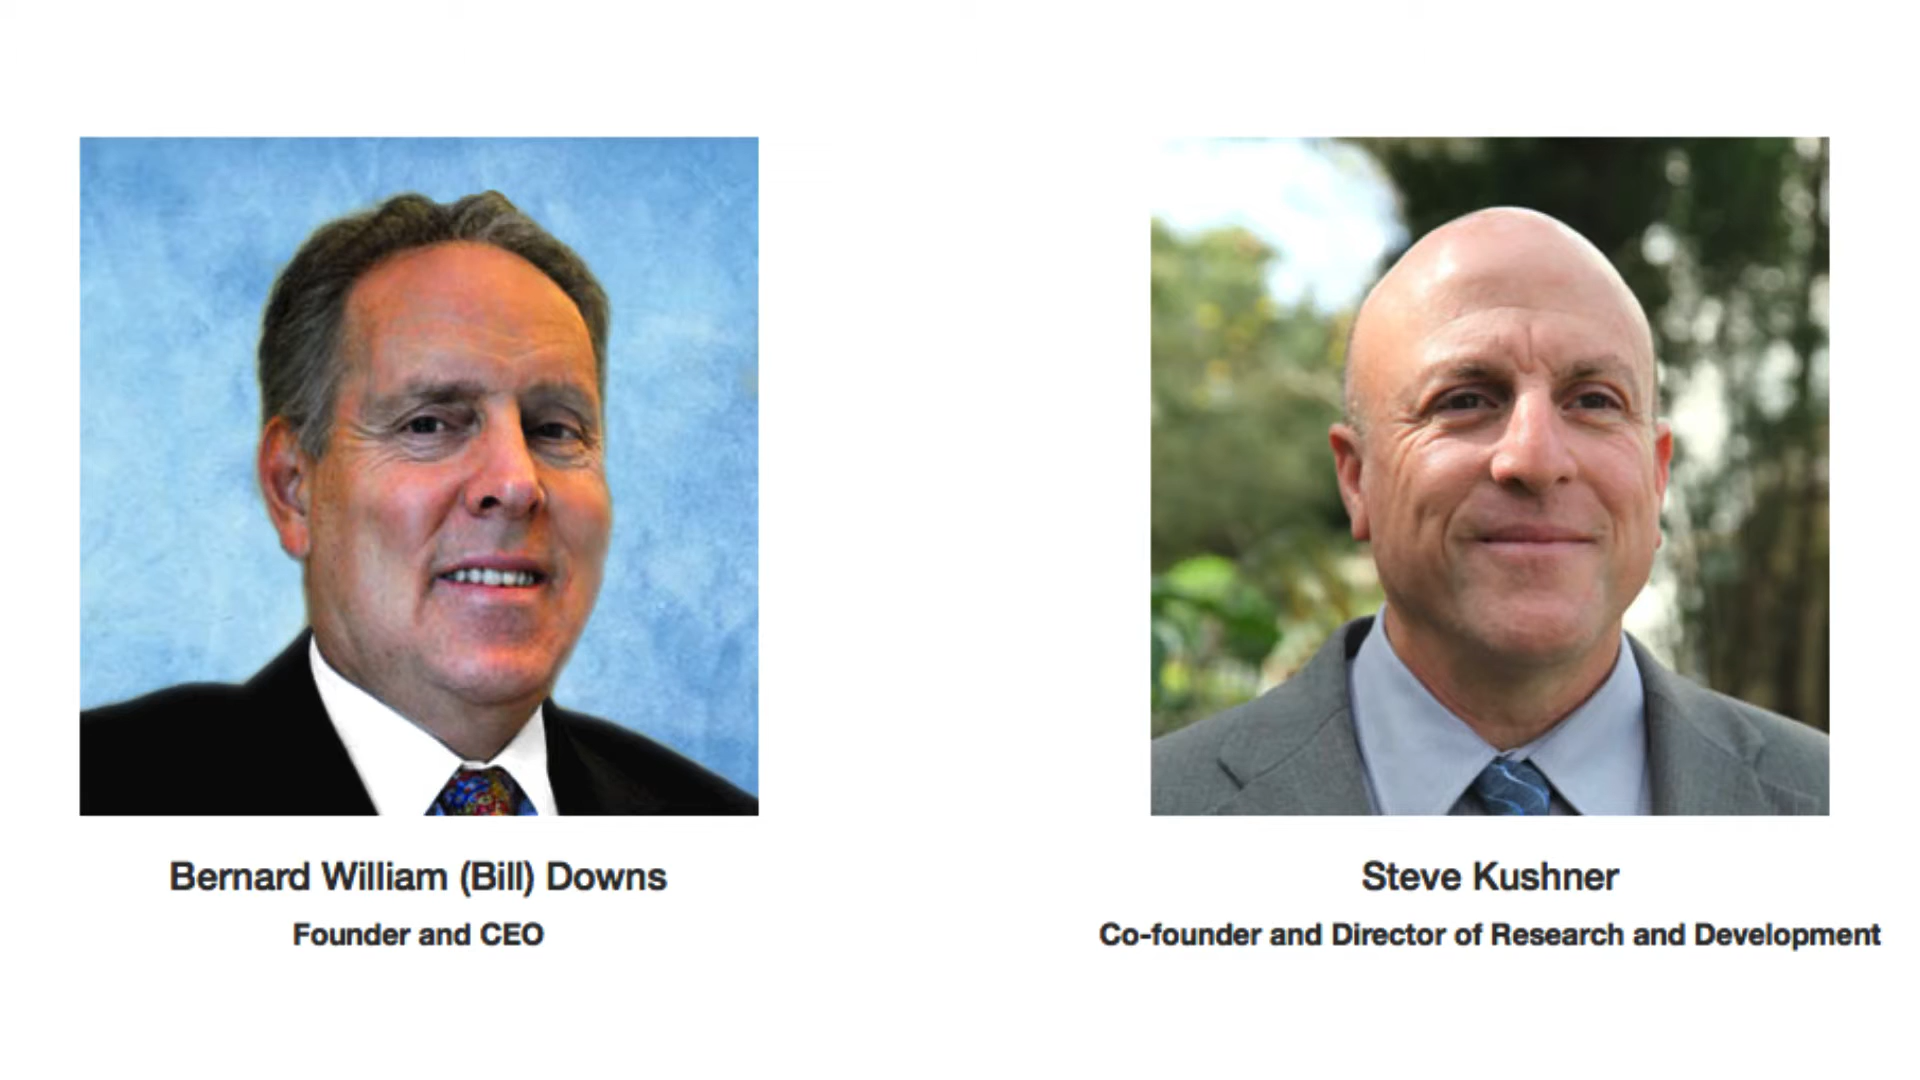 Bernard William (Bill) Downs
Founder and CEO
Steve Kushner
Co-founder and Director of Research and Development